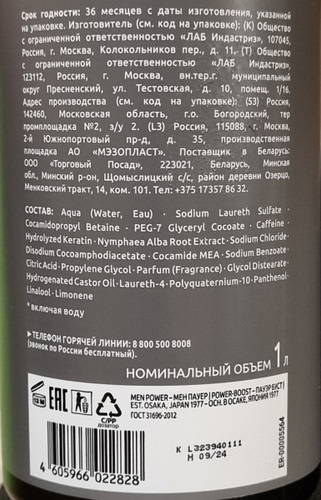 Срок годности: 36 месяцев с даты изготовления, указанной
на упаковке. Изготовитель (см. код на упаковке): (К) Общество
с ограниченной ответственностью «ЛАБ Индастриз», 107045,
Россия, г. Москва, Колокольников пер., д. 11. (Т) Общество
с ограниченной ответственностью «ЛАБ Индастриз»,
123112, Россия, г. Москва, вн.тер.г. муниципальный
округ Пресненский, ул. Тестовская, д. 10, помещ. 1/16.
Адрес производства (см. код на упаковке): (53) Россия,
142460, Московская область, г.о. Богородский, тер
промплощадка №2, з/у 2. (L3) Россия, 115088, г. Москва,
2-й Южнопортовый пр-д, д. 35, производственная
площадка АО «МЭЗОПЛАСТ» Поставщик в Беларусь:
ООО «Торговый Посад», 223021, Беларусь, Минская
обл., Минский р-он, Щомыслицкий с/с, район деревни Озерцо,
Меньковский тракт, 14, ком. 101. Тел: +375 17357 86 32.
СОСТАВ: Aqua (Water, Eau) - Sodium Laureth Sulfate -
Cocamidopropyl Betaine - PEG-7 Glyceryl Cocoate - Caffeine -
Hydrolyzed Keratin - Nymphaea Alba Root Extract - Sodium Chloride -
Disodium Cocoamphodiacetate - Cocamide MEA - Sodium Benzoate -
Citric Acid - Propylene Glycol - Parfum (Fragrance) - Glycol Distearate -
Hydrogenated Castor Oil - Laureth-4 - Polyquaternium-10 - Panthenol -
Linalool - Limonene
* включая воду
►ТЕЛЕФОН ГОРЯЧЕЙ ЛИНИИ: 8 800 500 8008
(звонок по России бесплатный).
НОМИНАЛЬНЫЙ ОБЪЕМ 1 л
12 M
EAC
C/PP
дозатор
MEN POWER – МЕН ПАУЕР | POWER-BOOST – ПАУЭР БУСТ |
EST. OSAKA, JAPAN 1977 – ОСН. В ОСАКЕ, ЯПОНИЯ 1977
ГОСТ 31696-2012
К L323940111
М 09/24
ER-00005564
4 605966 022828